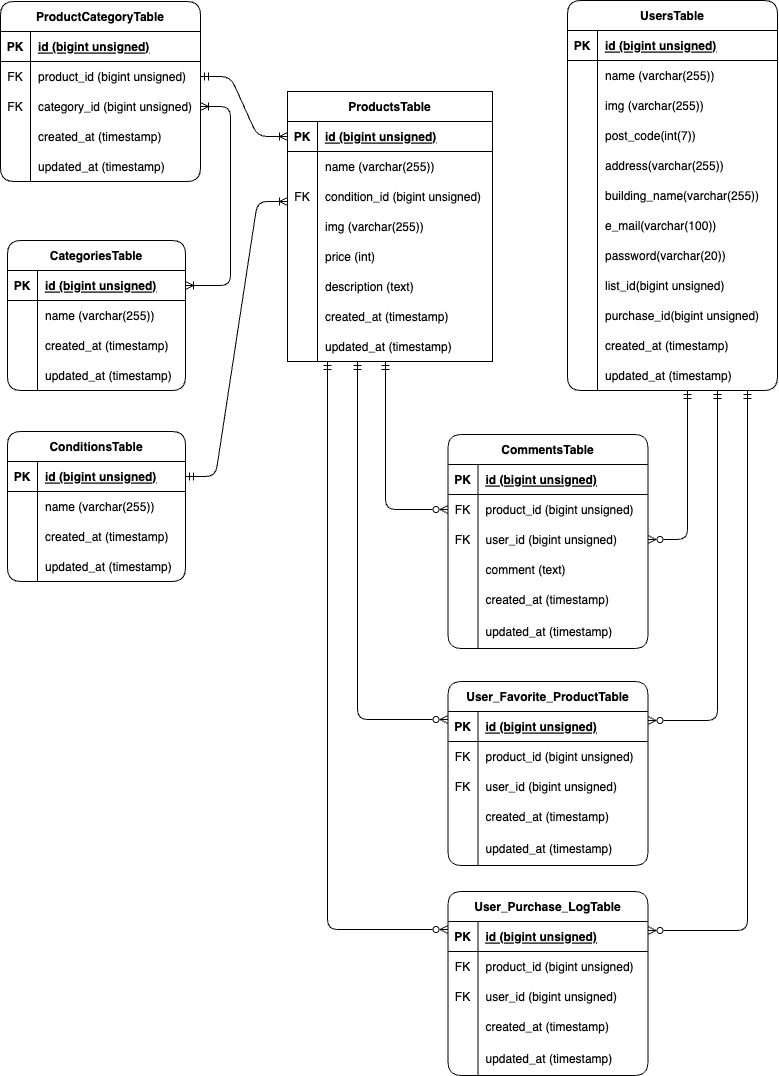 ProductCategoryTable
PK id (bigint unsigned)
FK product_id (bigint unsigned)
FK category_id (bigint unsigned)
created_at (timestamp)
updated_at (timestamp)
CategoriesTable
PK id (bigint unsigned)
name (varchar(255))
created_at (timestamp)
updated_at (timestamp)
ConditionsTable
PK id (bigint unsigned)
name (varchar(255))
created_at (timestamp)
updated_at (timestamp)
ProductsTable
PK id (bigint unsigned)
name (varchar(255))
FK condition_id (bigint unsigned)
img (varchar(255))
price (int)
description (text)
created_at (timestamp)
updated_at (timestamp)
UsersTable
PK id (bigint unsigned)
name (varchar(255))
img (varchar(255))
post_code(int(7))
address(varchar(255))
building_name(varchar(255))
e_mail(varchar(100))
password(varchar(20))
list_id(bigint unsigned)
purchase_id(bigint unsigned)
created_at (timestamp)
updated_at (timestamp)
CommentsTable
PK id (bigint unsigned)
FK product_id (bigint unsigned)
FK user_id (bigint unsigned)
comment (text)
created_at (timestamp)
updated_at (timestamp)
User_Favorite_ProductTable
PK id (bigint unsigned)
FK product_id (bigint unsigned)
FK user_id (bigint unsigned)
created_at (timestamp)
updated_at (timestamp)
User_Purchase_LogTable
PK id (bigint unsigned)
FK product_id (bigint unsigned)
FK user_id (bigint unsigned)
created_at (timestamp)
updated_at (timestamp)